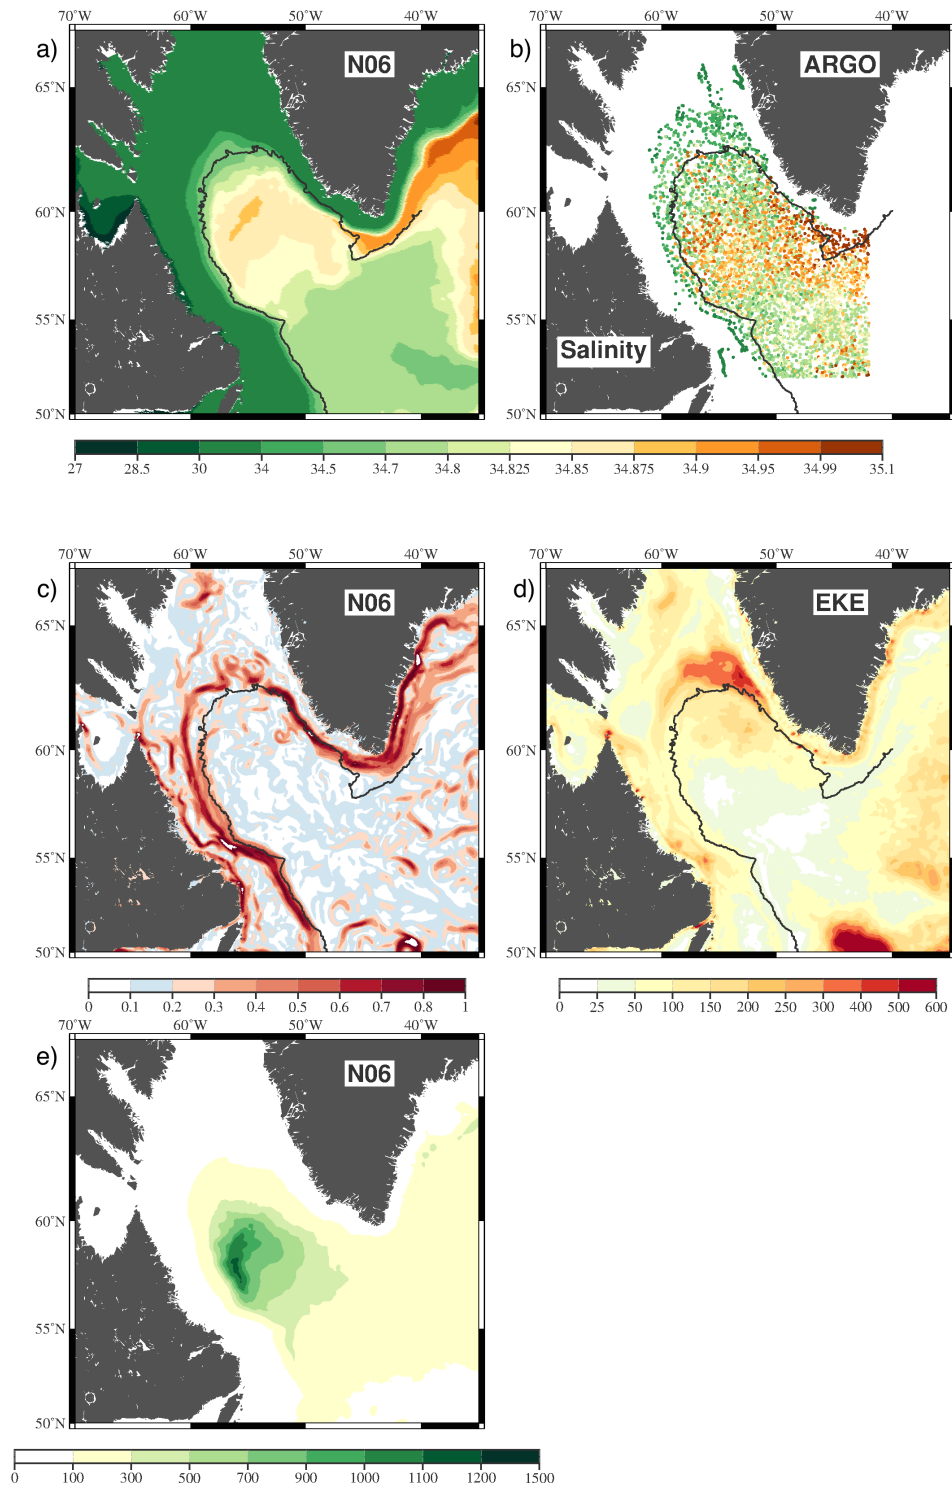 70°W 60°W 50°W 40°W
a) N06
65°N
60°N
55°N
50°N
70°W 60°W 50°W 40°W
b) ARGO
65°N
60°N
55°N
Salinity
50°N
27 28.5 30 34 34.5 34.7 34.8 34.825 34.85 34.875 34.9 34.95 34.99 35.1
70°W 60°W 50°W 40°W
c) N06
65°N
60°N
55°N
50°N
0 0.1 0.2 0.3 0.4 0.5 0.6 0.7 0.8 1
70°W 60°W 50°W 40°W
d) EKE
65°N
60°N
55°N
50°N
0 25 50 100 150 200 250 300 400 500 600
70°W 60°W 50°W 40°W
e) N06
65°N
60°N
55°N
50°N
0 100 300 500 700 900 1000 1100 1200 1500